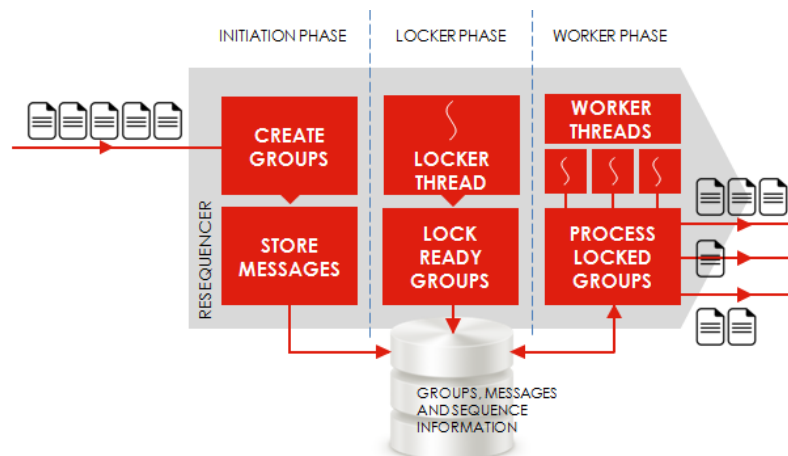 INITIATION PHASE
LOCKER PHASE
WORKER PHASE
CREATE
GROUPS
STORE
MESSAGES
LOCKER
THREAD
LOCK
READY
GROUPS
WORKER
THREADS
PROCESS
LOCKED
GROUPS
RESEQUENCER
GROUPS, MESSAGES
AND SEQUENCE
INFORMATION